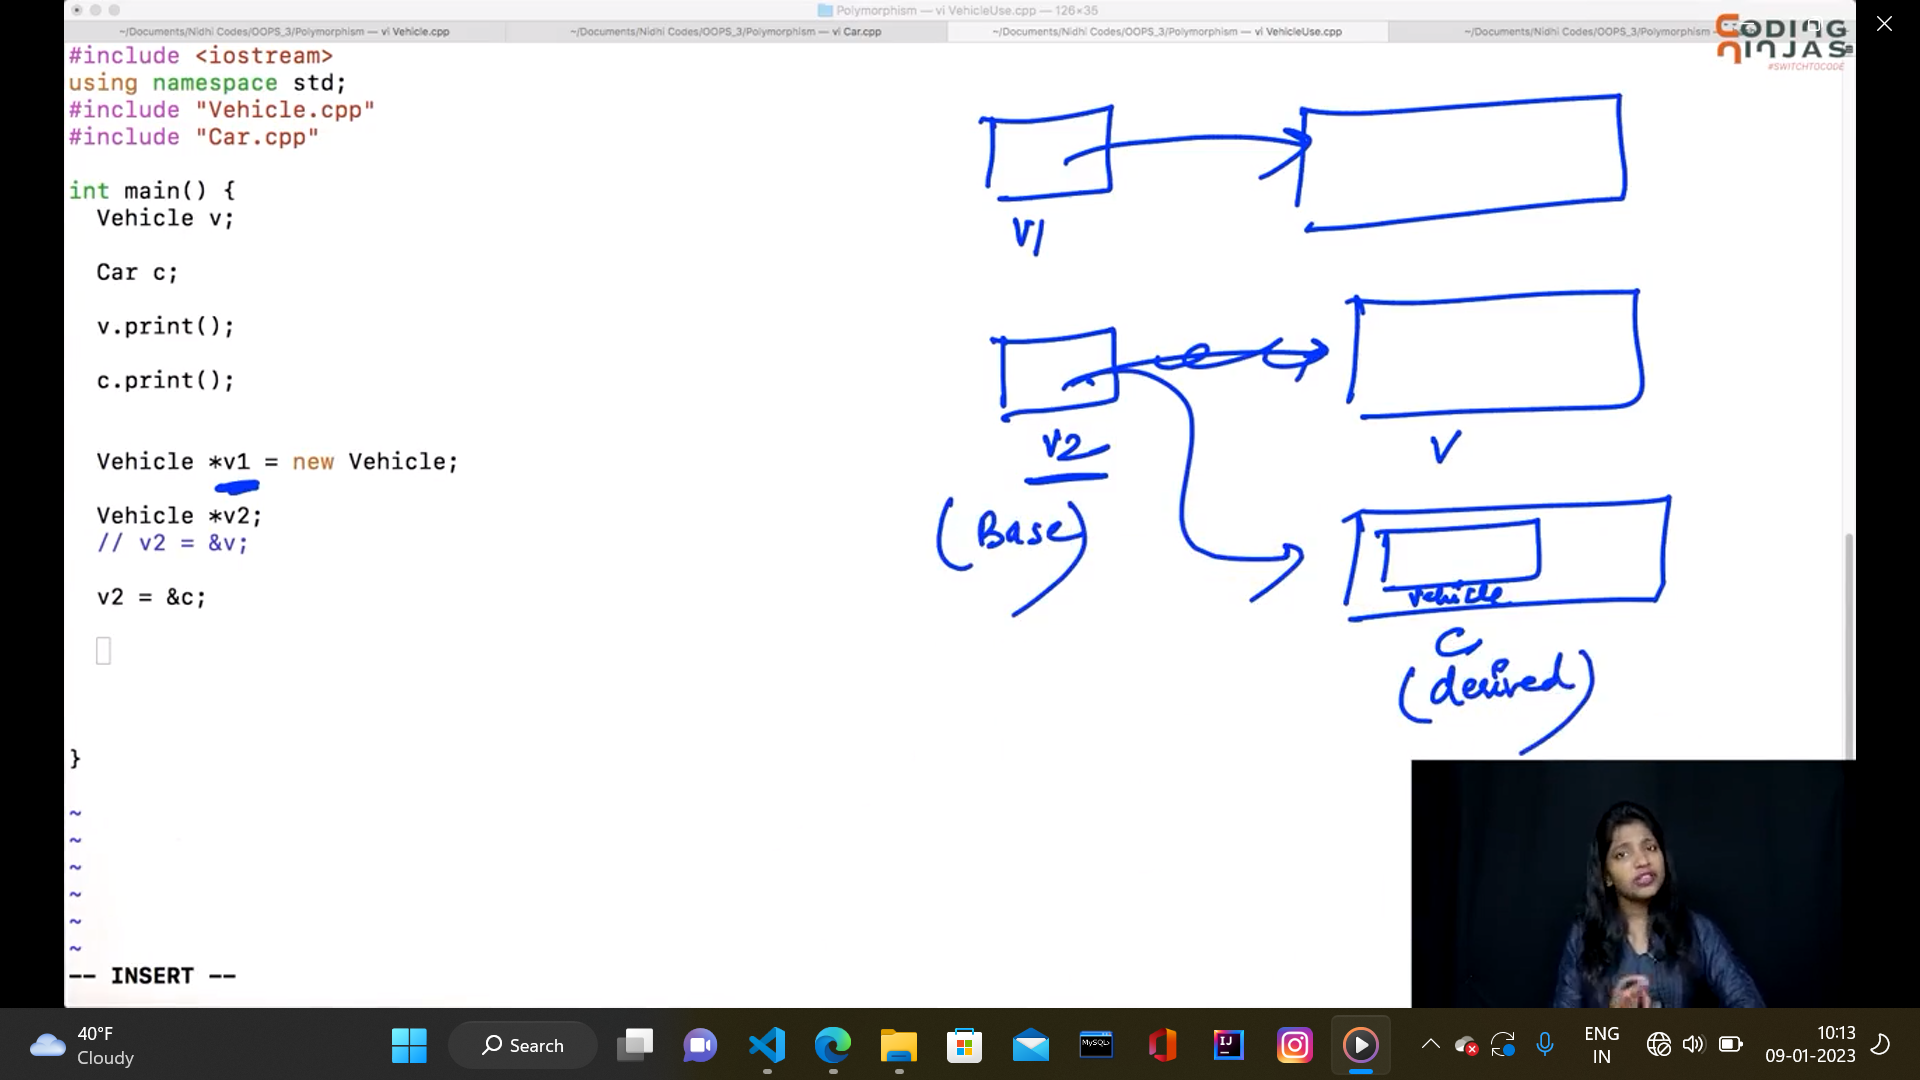 Polymorphism — vi VehicleUse.cpp — 126×35
~/Documents/Nidhi Codes/OOPS_3/Polymorphism — vi Vehicle.cpp
~/Documents/Nidhi Codes/OOPS_3/Polymorphism — vi Car.cpp
~/Documents/Nidhi Codes/OOPS_3/Polymorphism — vi VehicleUse.cpp
~/Documents/Nidhi Codes/OOPS_3/Polymorphism —
CODING
NINJAS
#SWITCHTOCODE
#include <iostream>
using namespace std;
#include "Vehicle.cpp"
#include "Car.cpp"
int main() {
Vehicle v;
Car c;
v.print();
c.print();
Vehicle *v1 = new Vehicle;
Vehicle *v2;
// v2 = &v;
v2 = &c;
}
~
~
~
~
~
~
-- INSERT --
V1
V2
(Base)
V
vehicle
C
(derived)
40°F
Cloudy
Search
MySQL
IJ
ENG
IN
10:13
09-01-2023